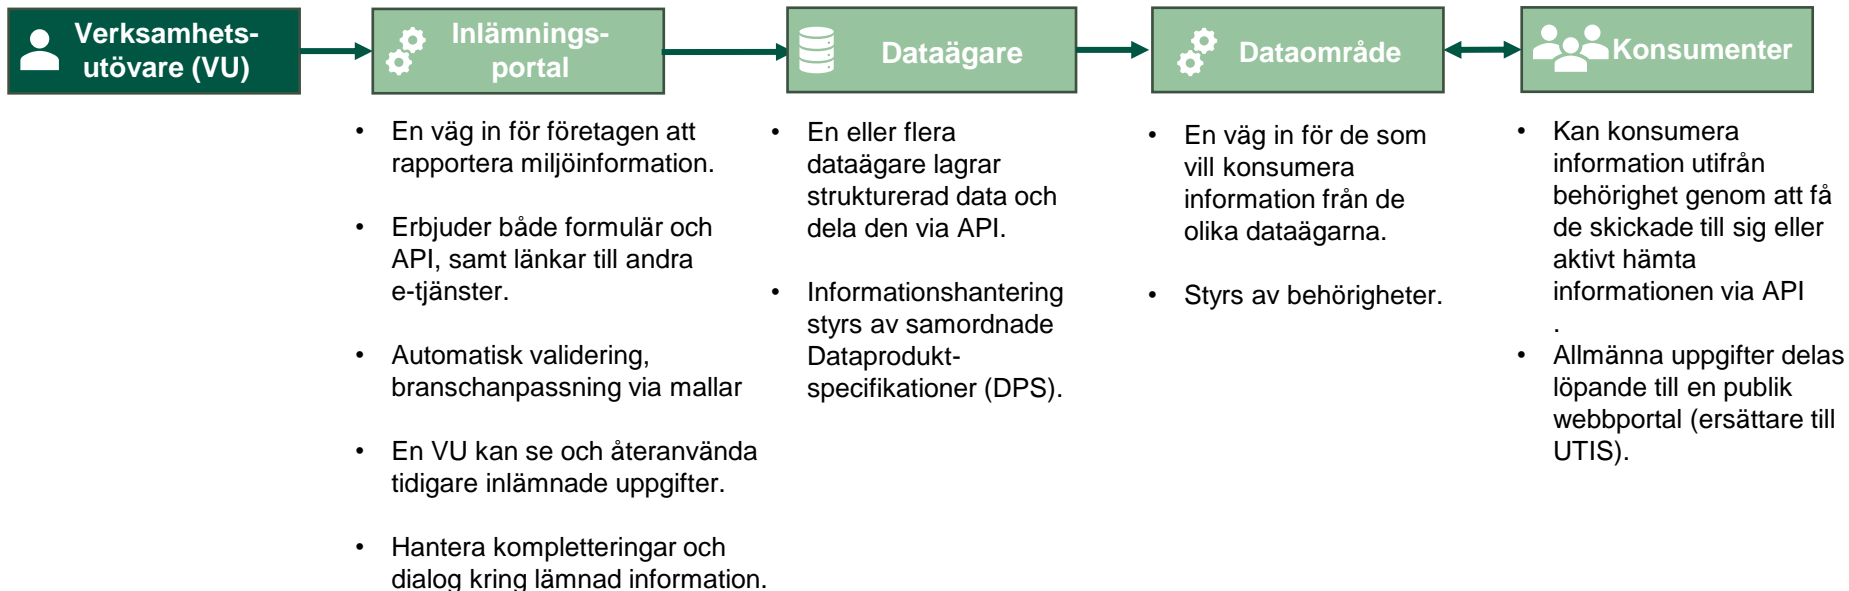 Verksamhets-
utövare (VU)
Inlämnings-
portal
Dataägare
Dataområde
Konsumenter
• En väg in för företagen att
rapportera miljöinformation.
• Erbjuder både formulär och
API, samt länkar till andra
e-tjänster.
• Automatisk validering,
branschanpassning via mallar
• En VU kan se och återanvända
tidigare inlämnade uppgifter.
• Hantera kompletteringar och
dialog kring lämnad information.
• En eller flera
dataägare lagrar
strukturerad data och
dela den via API.
• Informationshantering
styrs av samordnade
Dataprodukt-
specifikationer (DPS).
• En väg in för de som
vill konsumera
information från de
olika dataägarna.
• Styrs av behörigheter.
• Kan konsumera
information utifrån
behörighet genom att få
de skickade till sig eller
aktivt hämta
informationen via API
.
• Allmänna uppgifter delas
löpande till en publik
webbportal (ersättare till
UTIS).